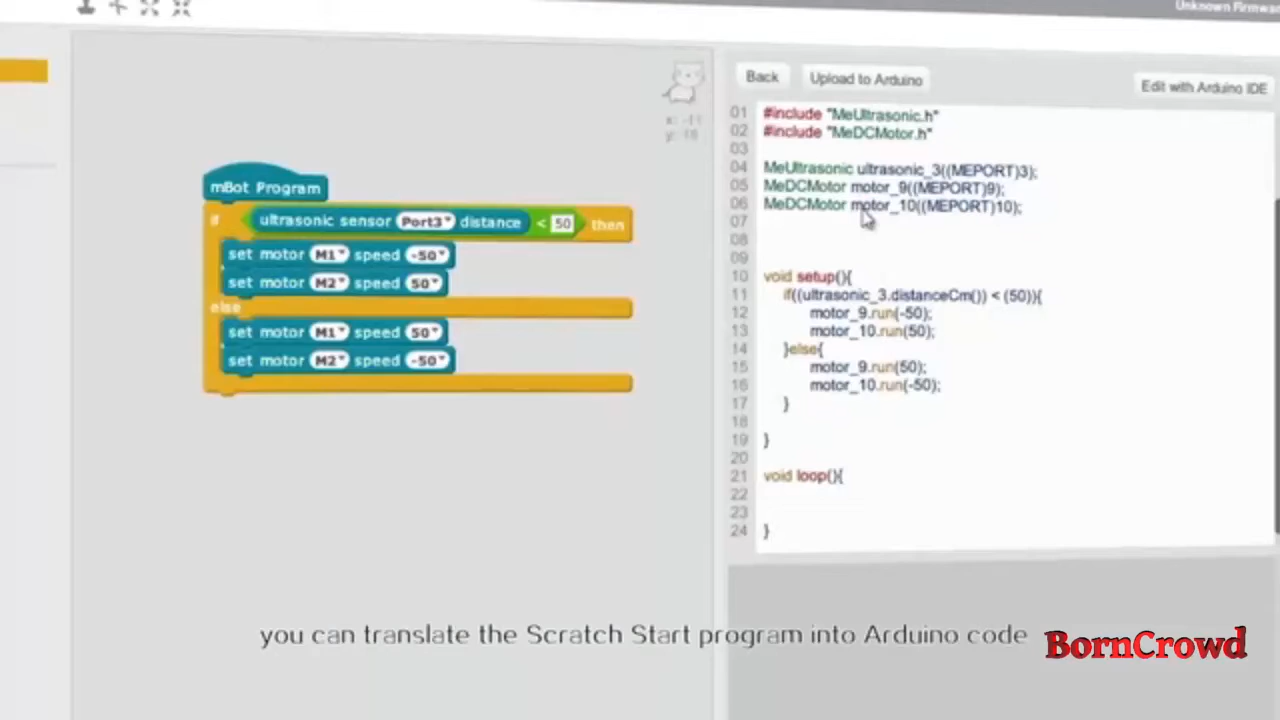 Unknown Firmware
Back
Upload to Arduino
Edit with Arduino IDE
x: -11
y: 18
mBot Program
if ultrasonic sensor Port3 distance < 50 then
set motor M1 speed -50
set motor M2 speed 50
else
set motor M1 speed 50
set motor M2 speed -50
01 #include "MeUltrasonic.h"
02 #include "MeDCMotor.h"
03
04 MeUltrasonic ultrasonic_3((MEPORT)3);
05 MeDCMotor motor_9((MEPORT)9);
06 MeDCMotor motor_10((MEPORT)10);
07
08
09
10 void setup(){
11 if((ultrasonic_3.distanceCm()) < (50)){
12 motor_9.run(-50);
13 motor_10.run(50);
14 }else{
15 motor_9.run(50);
16 motor_10.run(-50);
17 }
18
19 }
20
21 void loop(){
22
23
24 }
you can translate the Scratch Start program into Arduino code
BornCrowd